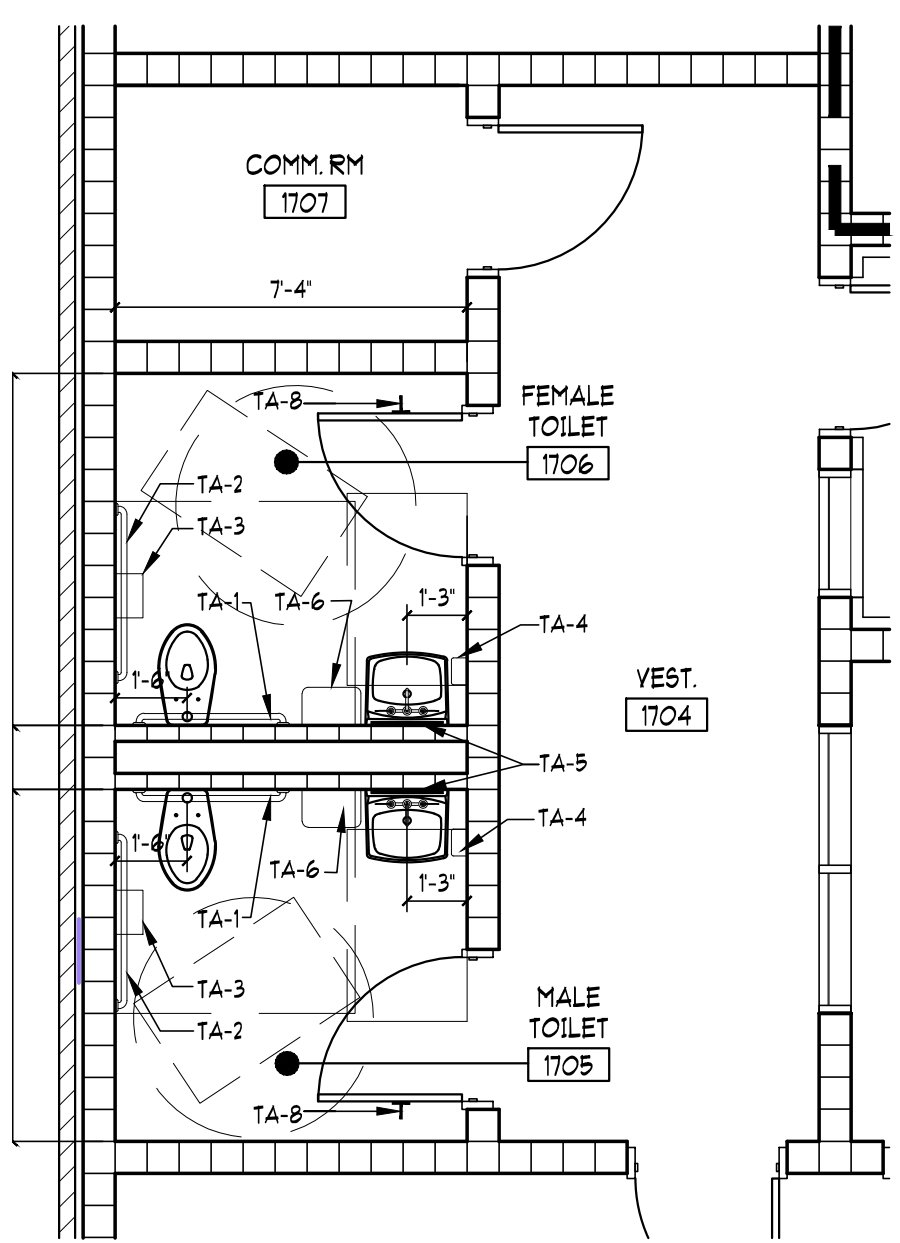 COMM. RM
1707
7'-4"
TA-8
FEMALE
TOILET
1706
TA-2
TA-3
TA-1
TA-6
1'-3"
TA-4
1'-6"
VEST.
1704
TA-5
TA-4
1'-6"
TA-6
1'-3"
TA-1
TA-3
MALE
TOILET
TA-2
1705
TA-8